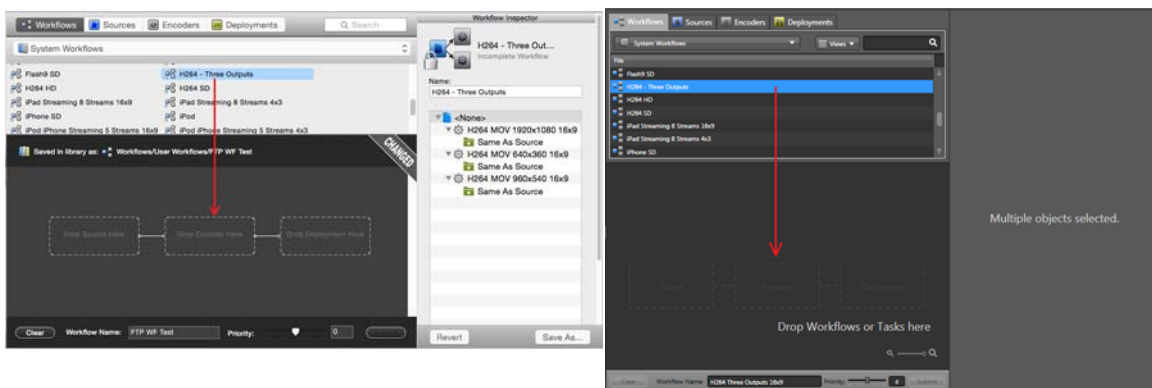 Workflows Sources Encoders Deployments Search
System Workflows
Flash9 SD H264 - Three Outputs
H264 HD H264 SD
iPad Streaming 8 Streams 16x9 iPad Streaming 8 Streams 4x3
iPhone SD iPod
iPod iPhone Streaming 5 Streams 16x9 iPod iPhone Streaming 5 Streams 4x3
Saved in library as: Workflows/User Workflows/FTP WF Test
CHANGED
Drop Source Here Drop Encoder Here Drop Deployment Here
Clear Workflow Name: FTP WF Test Priority: 0
Workflow Inspector
H264 - Three Out...
Incomplete Workflow
Name:
H264 - Three Outputs
<None>
H264 MOV 1920x1080 16x9
Same As Source
H264 MOV 640x360 16x9
Same As Source
H264 MOV 960x540 16x9
Same As Source
Revert Save As...
Workflows Sources Encoders Deployments
System Workflows Views
File
Flash9 SD
H264 - Three Outputs
H264 HD
H264 SD
iPad Streaming 8 Streams 16x9
iPad Streaming 8 Streams 4x3
iPhone SD
Source Encoder Deployment
Drop Workflows or Tasks here
Clear Workflow Name: H264 Three Outputs 16x9 Priority: 0 Submit
Multiple objects selected.